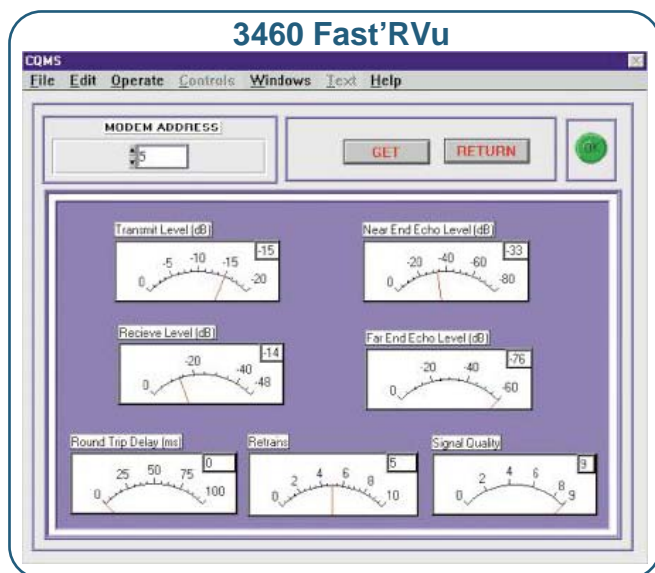 3460 Fast'RVu
CQMS
File Edit Operate Controls Windows Text Help
MODEM ADDRESS
5
GET RETURN OK
Transmit Level (dB)
-15
0 -5 -10 -15 -20
Near End Echo Level (dB)
-33
0 -20 -40 -60 -80
Recieve Level (dB)
-14
0 -20 -40 -48
Far End Echo Level (dB)
-76
0 -20 -40 -60
Round Trip Delay (ms)
0
0 25 50 75 100
Retrans
5
0 2 4 6 8 10
Signal Quality
9
0 2 4 6 8 9